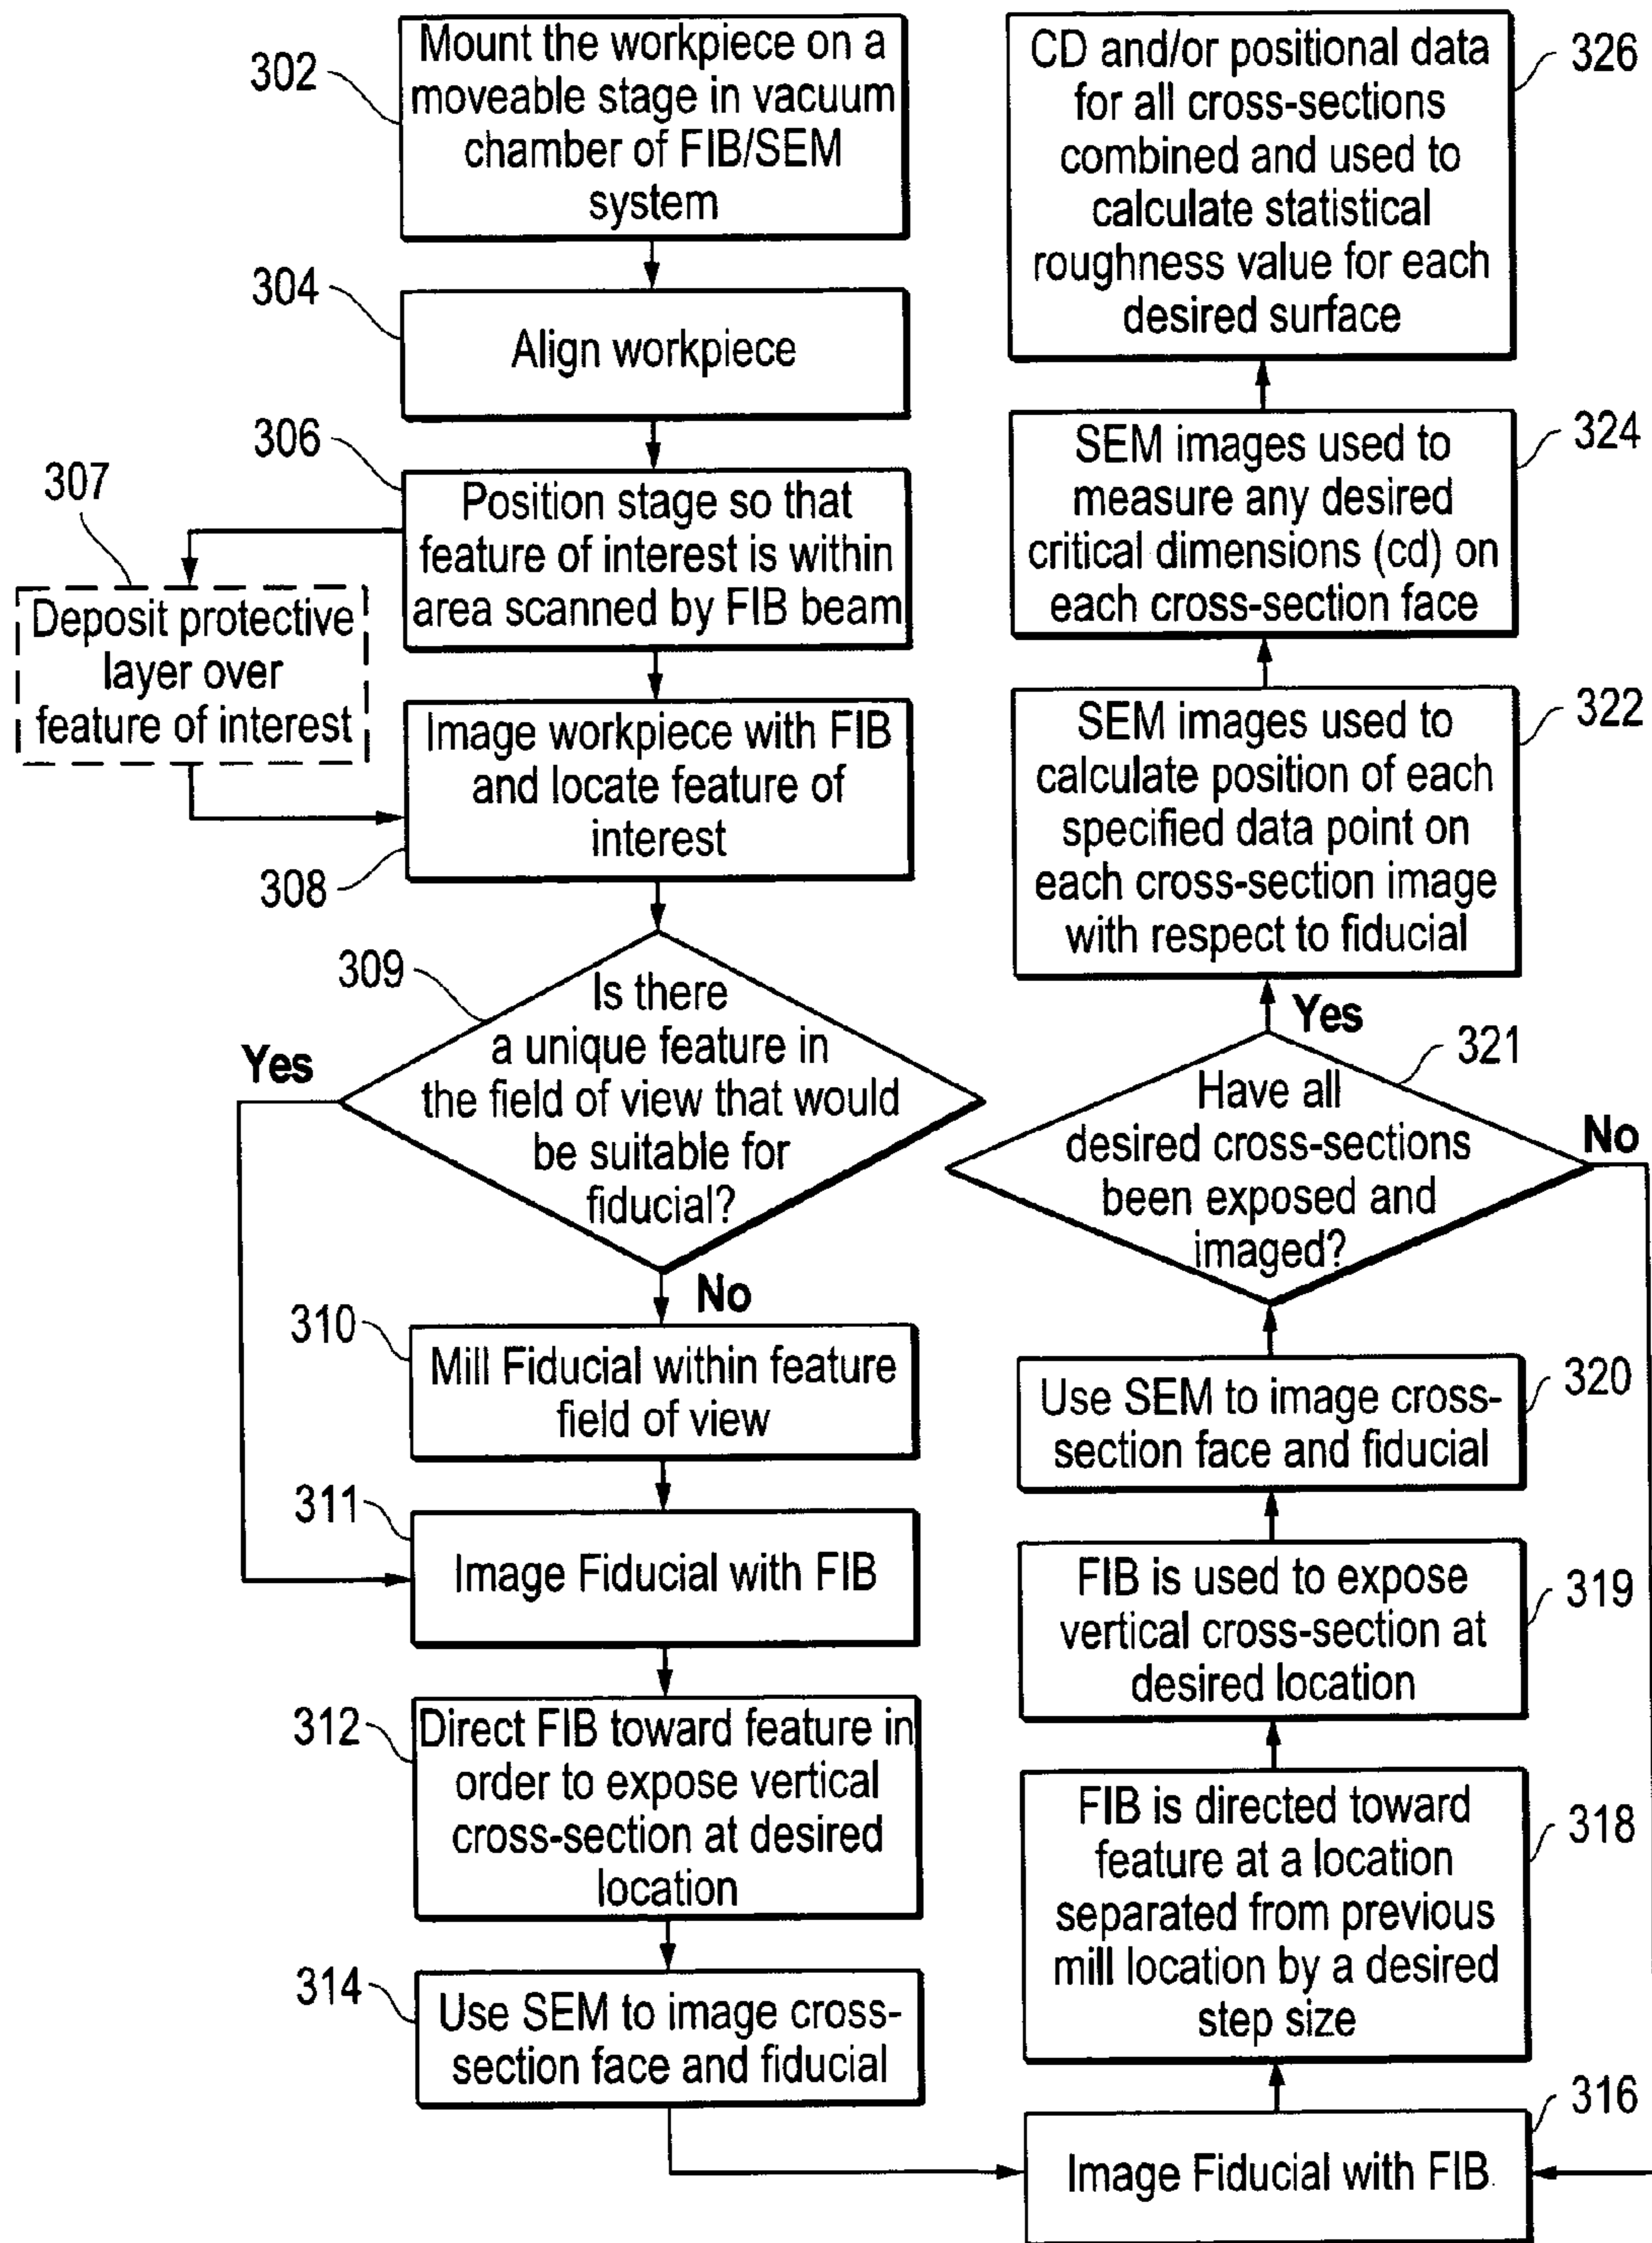 302
Mount the workpiece on a
moveable stage in vacuum
chamber of FIB/SEM
system
304
Align workpiece
306
Position stage so that
feature of interest is within
area scanned by FIB beam
307
Deposit protective
layer over
feature of interest
Image workpiece with FIB
and locate feature of
interest
308
309
Is there
a unique feature in
the field of view that would
be suitable for
fiducial?
Yes
No
310
Mill Fiducial within feature
field of view
311
Image Fiducial with FIB
312
Direct FIB toward feature in
order to expose vertical
cross-section at desired
location
314
Use SEM to image cross-
section face and fiducial
316
Image Fiducial with FIB
318
FIB is directed toward
feature at a location
separated from previous
mill location by a desired
step size
319
FIB is used to expose
vertical cross-section at
desired location
320
Use SEM to image cross-
section face and fiducial
321
Have all
desired cross-sections
been exposed and
imaged?
No
Yes
322
SEM images used to
calculate position of each
specified data point on
each cross-section image
with respect to fiducial
324
SEM images used to
measure any desired
critical dimensions (cd) on
each cross-section face
326
CD and/or positional data
for all cross-sections
combined and used to
calculate statistical
roughness value for each
desired surface